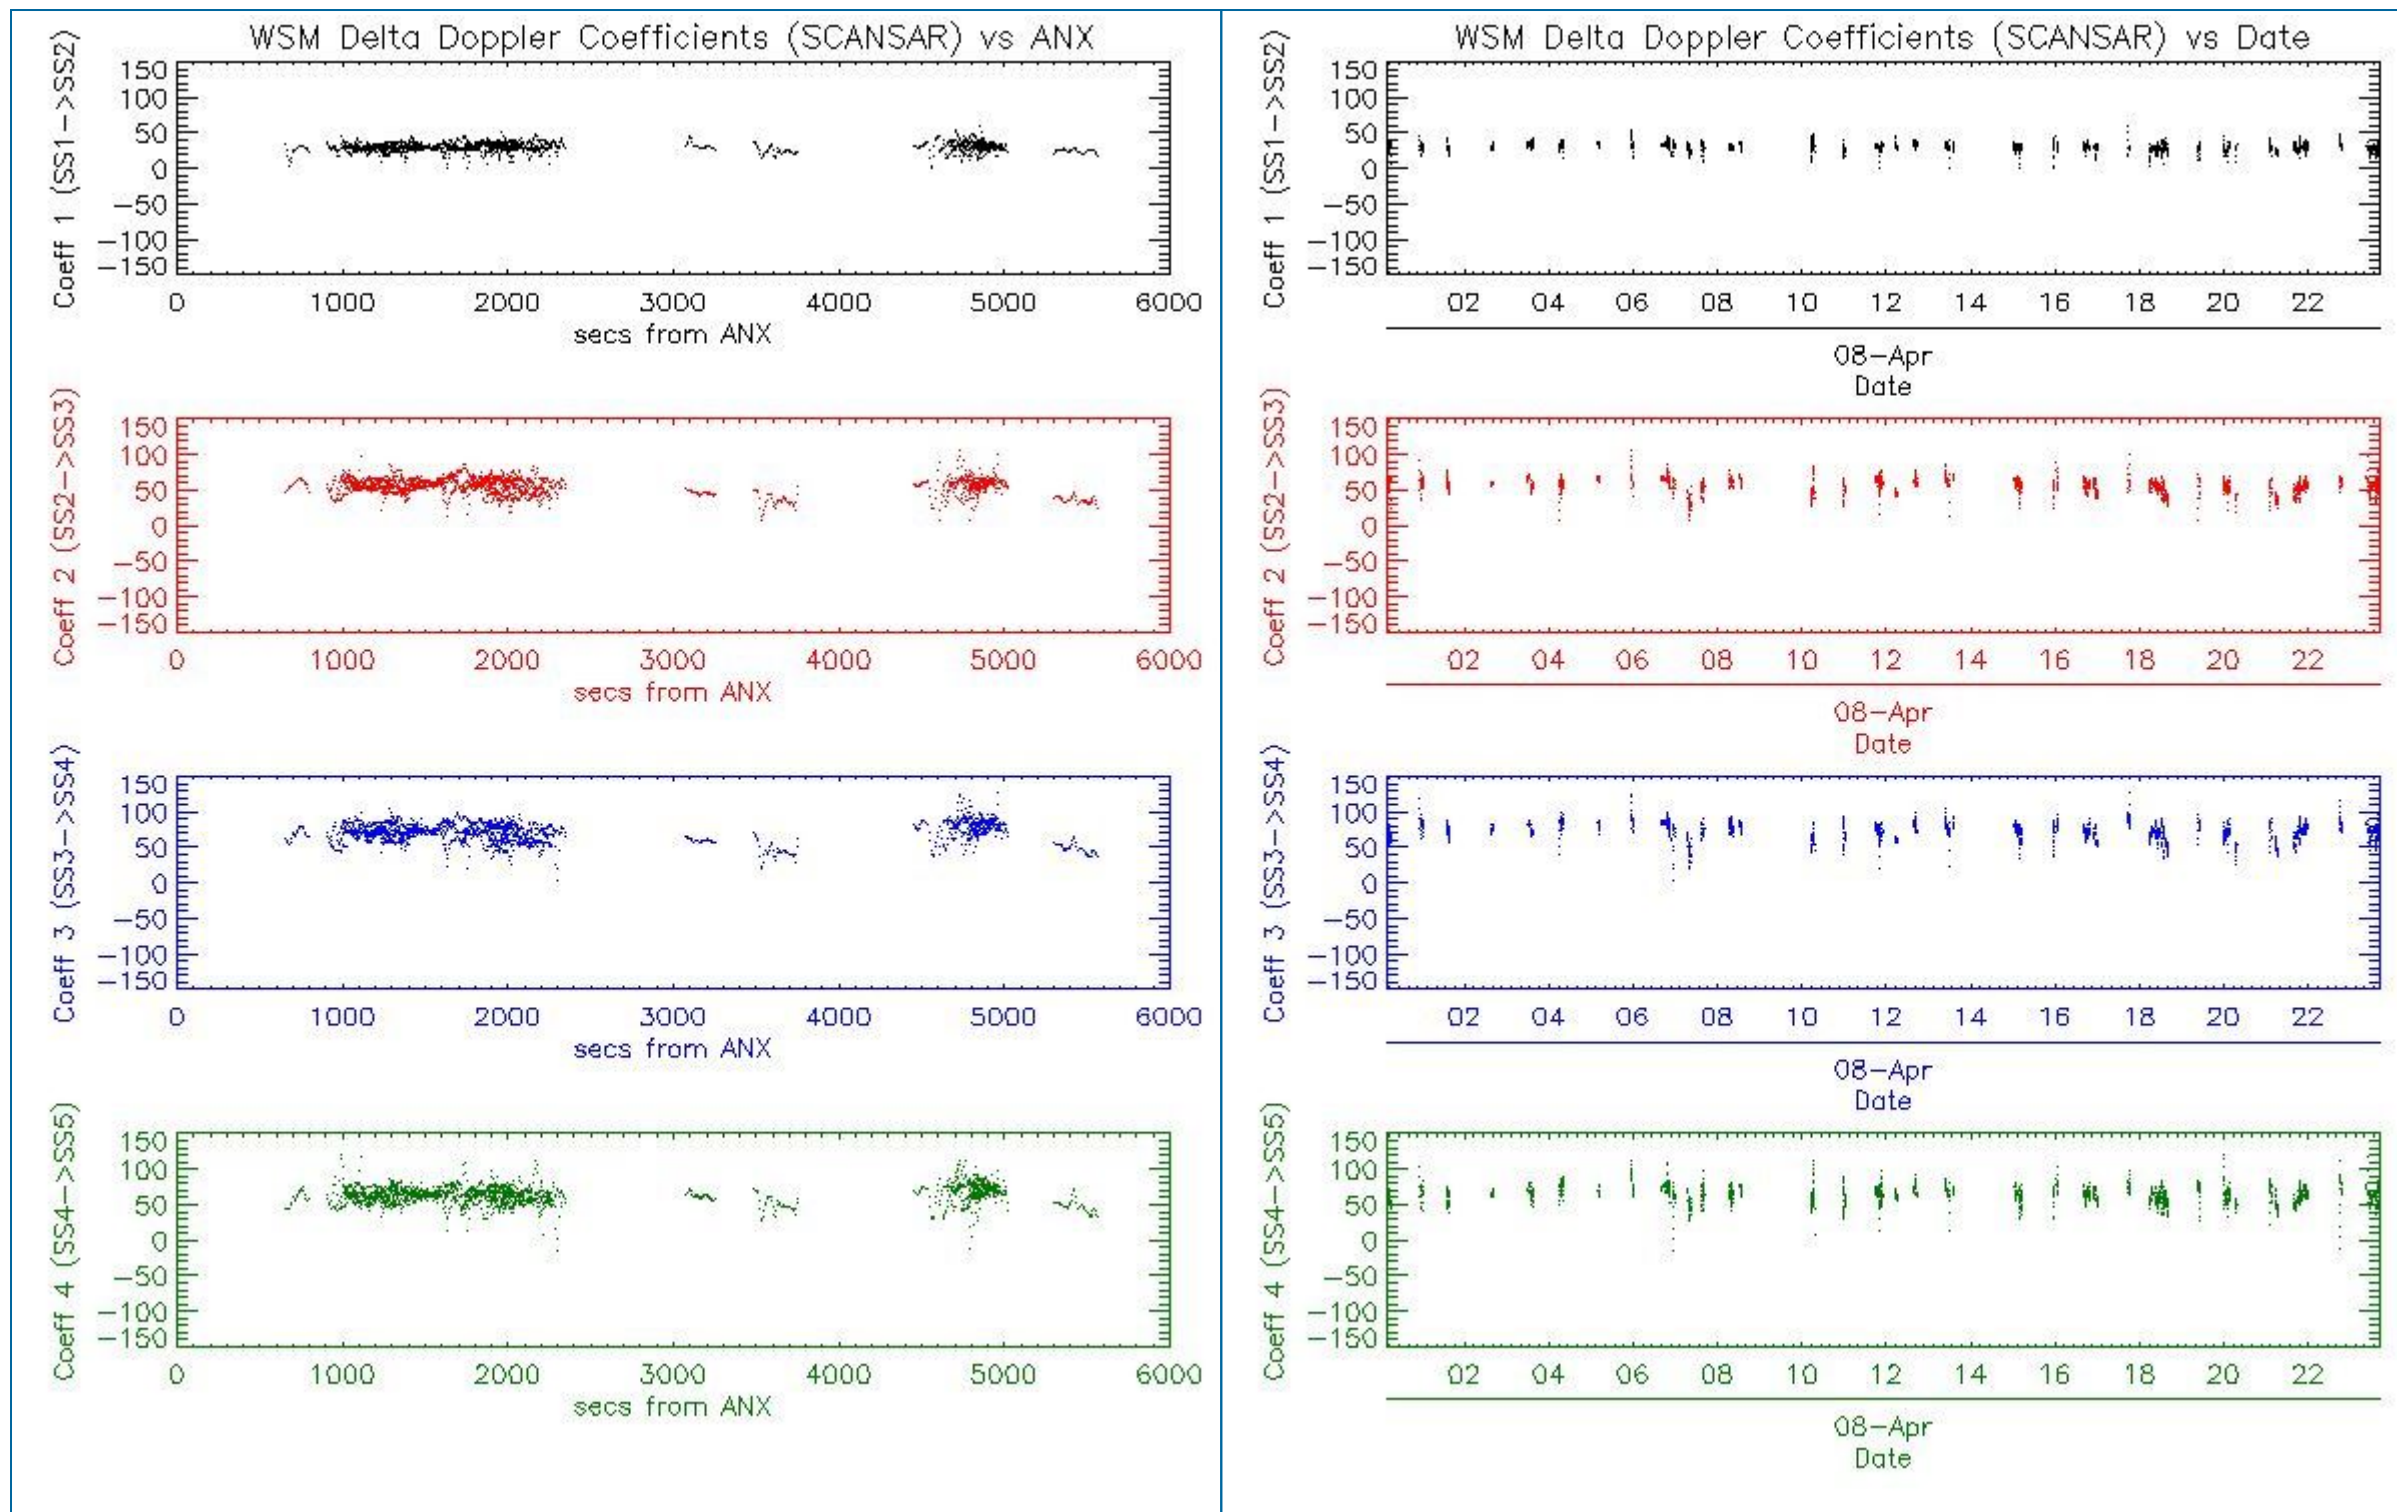 WSM Delta Doppler Coefficients (SCANSAR) vs ANX
Coeff 1 (SS1->SS2)
150
100
50
0
-50
-100
-150
0 1000 2000 3000 4000 5000 6000
secs from ANX
Coeff 2 (SS2->SS3)
150
100
50
0
-50
-100
-150
0 1000 2000 3000 4000 5000 6000
secs from ANX
Coeff 3 (SS3->SS4)
150
100
50
0
-50
-100
-150
0 1000 2000 3000 4000 5000 6000
secs from ANX
Coeff 4 (SS4->SS5)
150
100
50
0
-50
-100
-150
0 1000 2000 3000 4000 5000 6000
secs from ANX
WSM Delta Doppler Coefficients (SCANSAR) vs Date
Coeff 1 (SS1->SS2)
150
100
50
0
-50
-100
-150
02 04 06 08 10 12 14 16 18 20 22
08-Apr
Date
Coeff 2 (SS2->SS3)
150
100
50
0
-50
-100
-150
02 04 06 08 10 12 14 16 18 20 22
08-Apr
Date
Coeff 3 (SS3->SS4)
150
100
50
0
-50
-100
-150
02 04 06 08 10 12 14 16 18 20 22
08-Apr
Date
Coeff 4 (SS4->SS5)
150
100
50
0
-50
-100
-150
02 04 06 08 10 12 14 16 18 20 22
08-Apr
Date